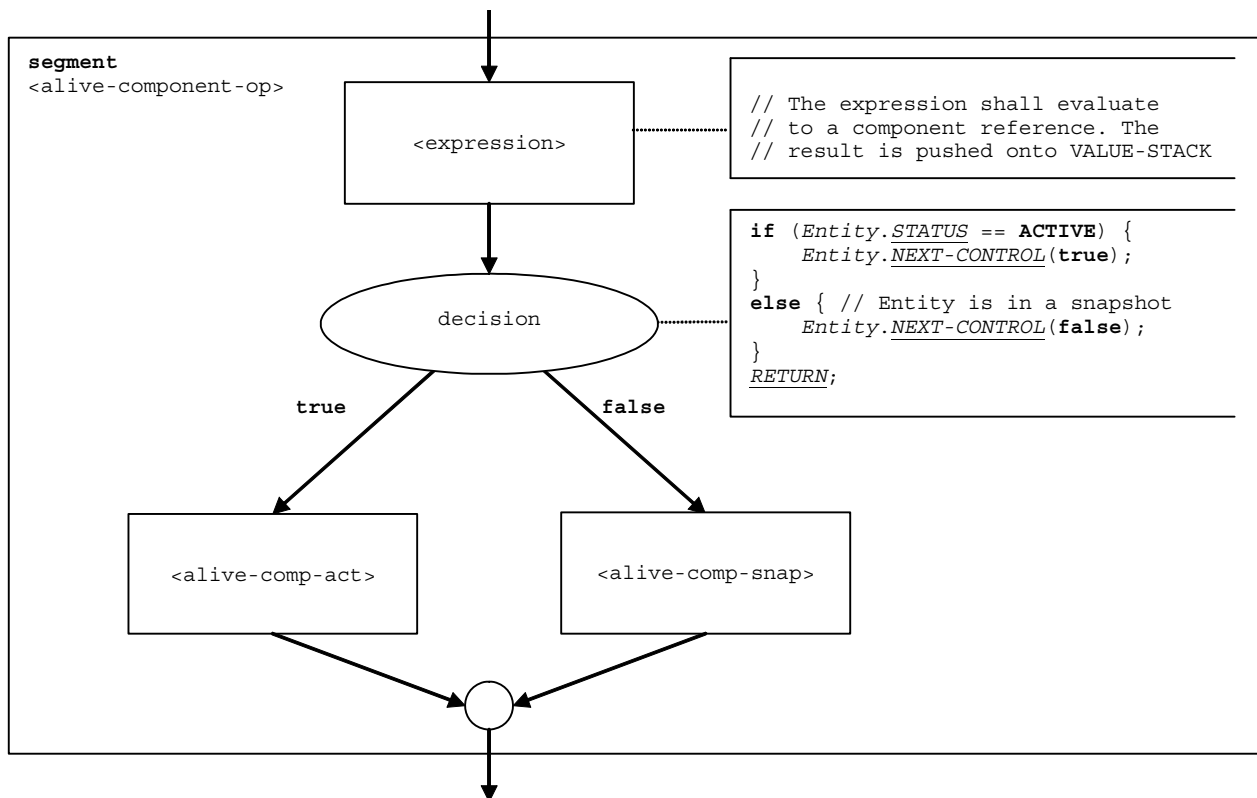 segment
<alive-component-op>
<expression>
// The expression shall evaluate
// to a component reference. The
// result is pushed onto VALUE-STACK
decision
if (Entity.STATUS == ACTIVE) {
    Entity.NEXT-CONTROL(true);
}
else { // Entity is in a snapshot
    Entity.NEXT-CONTROL(false);
}
RETURN;
true
false
<alive-comp-act>
<alive-comp-snap>